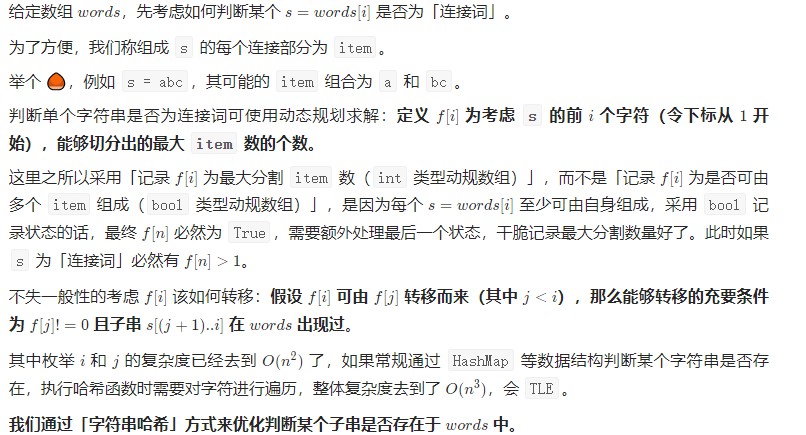 给定数组 words，先考虑如何判断某个 s = words[i] 是否为「连接词」。
为了方便，我们称组成 s 的每个连接部分为 item 。
举个 🌰，例如 s = abc ，其可能的 item 组合为 a 和 bc 。
判断单个字符串是否为连接词可使用动态规划求解：定义 f[i] 为考虑 s 的前 i 个字符（令下标从 1 开
始），能够切分出的最大 item 数的个数。
这里之所以采用「记录 f[i] 为最大分割 item 数（ int 类型动规数组）」，而不是「记录 f[i] 为是否可由
多个 item 组成（ bool 类型动规数组）」，是因为每个 s = words[i] 至少可由自身组成，采用 bool 记
录状态的话，最终 f[n] 必然为 True ，需要额外处理最后一个状态，干脆记录最大分割数量好了。此时如果
s 为「连接词」必然有 f[n] > 1。
不失一般性的考虑 f[i] 该如何转移：假设 f[i] 可由 f[j] 转移而来（其中 j < i），那么能够转移的充要条件
为 f[j]! = 0 且子串 s[(j + 1)..i] 在 words 出现过。
其中枚举 i 和 j 的复杂度已经去到 O(n²) 了，如果常规通过 HashMap 等数据结构判断某个字符串是否存
在，执行哈希函数时需要对字符进行遍历，整体复杂度去到了 O(n³)，会 TLE 。
我们通过「字符串哈希」方式来优化判断某个子串是否存在于 words 中。